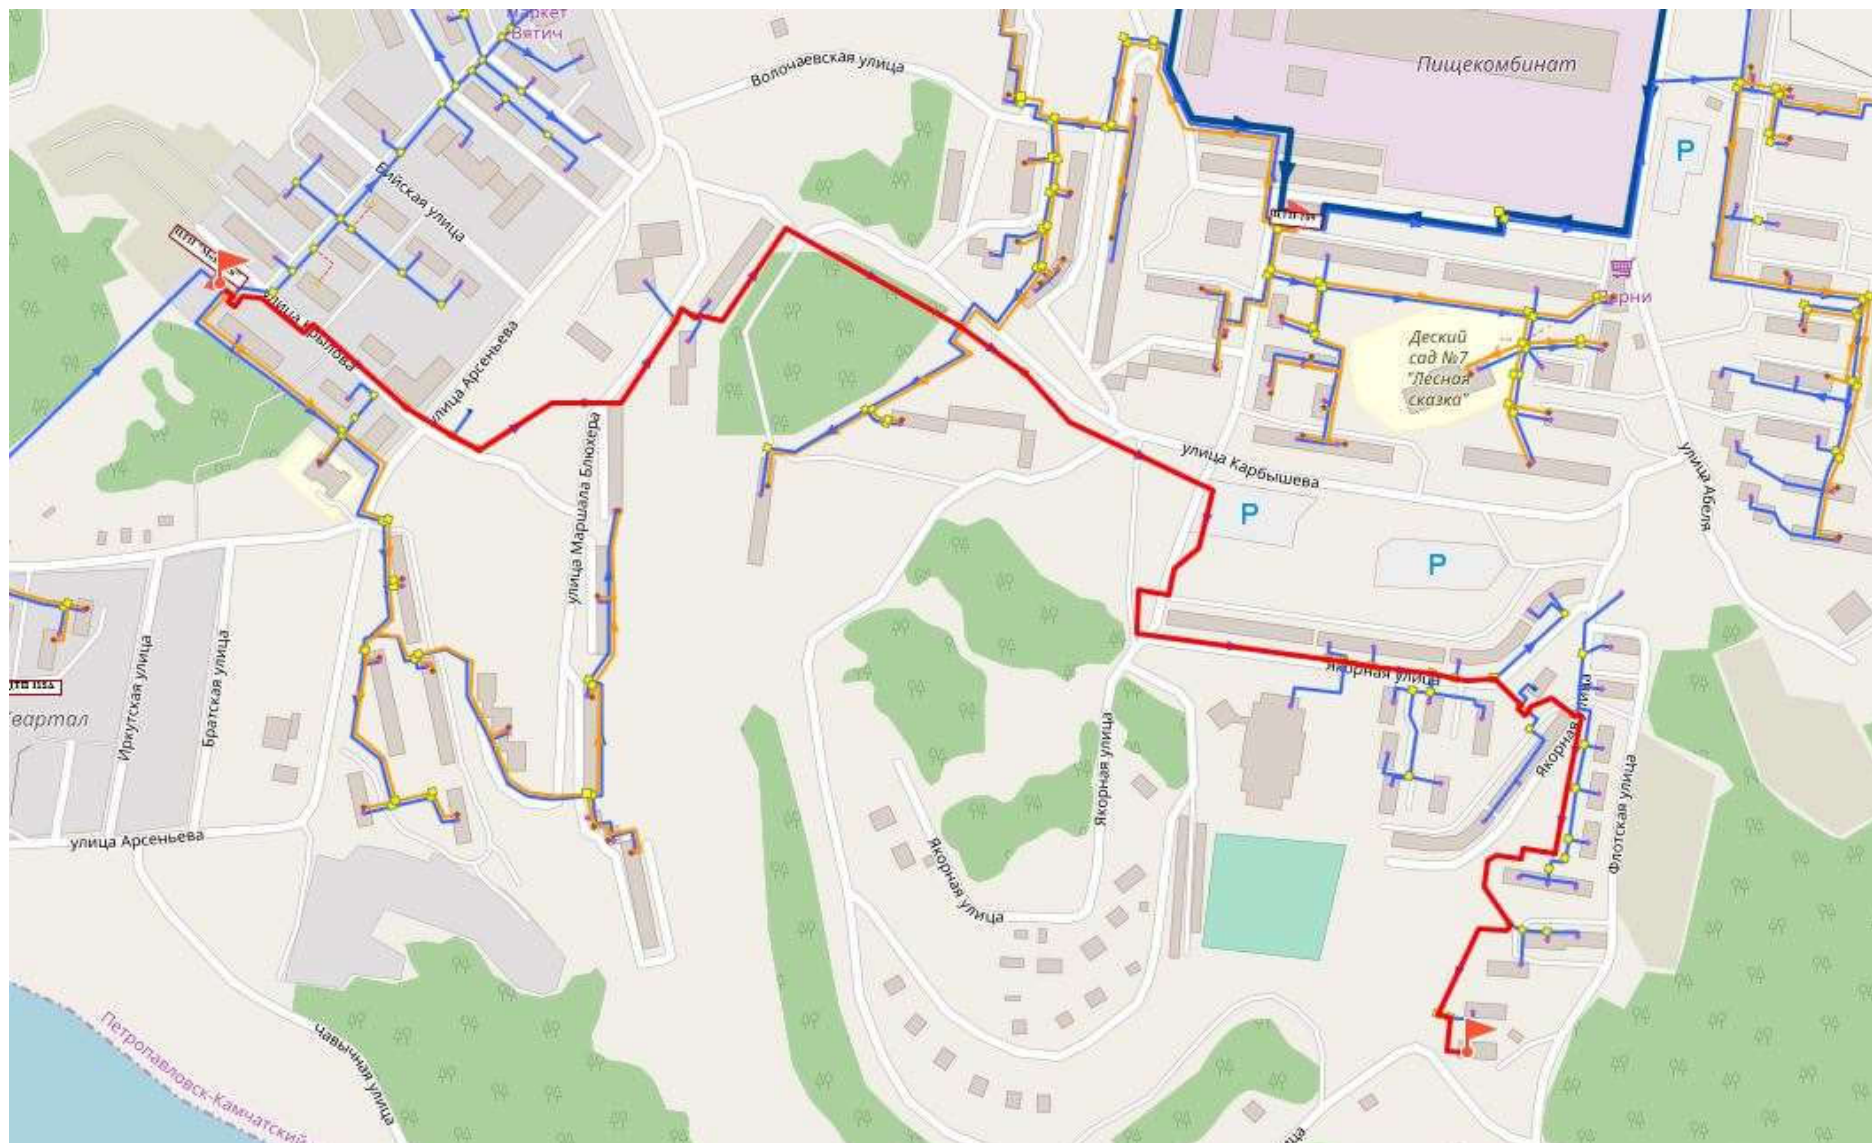 Маркет
Вятич
Волочаевская улица
Пищекомбинат
P
Бийская улица
улица Крылова
улица Арсеньева
Деский
сад №7
"Лесная
сказка"
улица Маршала Блюхера
улица Карбышева
улица Абеля
P
P
Иркутская улица
Братская улица
Якорная улица
Якорная улица
Флотская улица
Якорная улица
Якорная
улица Арсеньева
Чавычная улица
Петропавловск-Камчатский